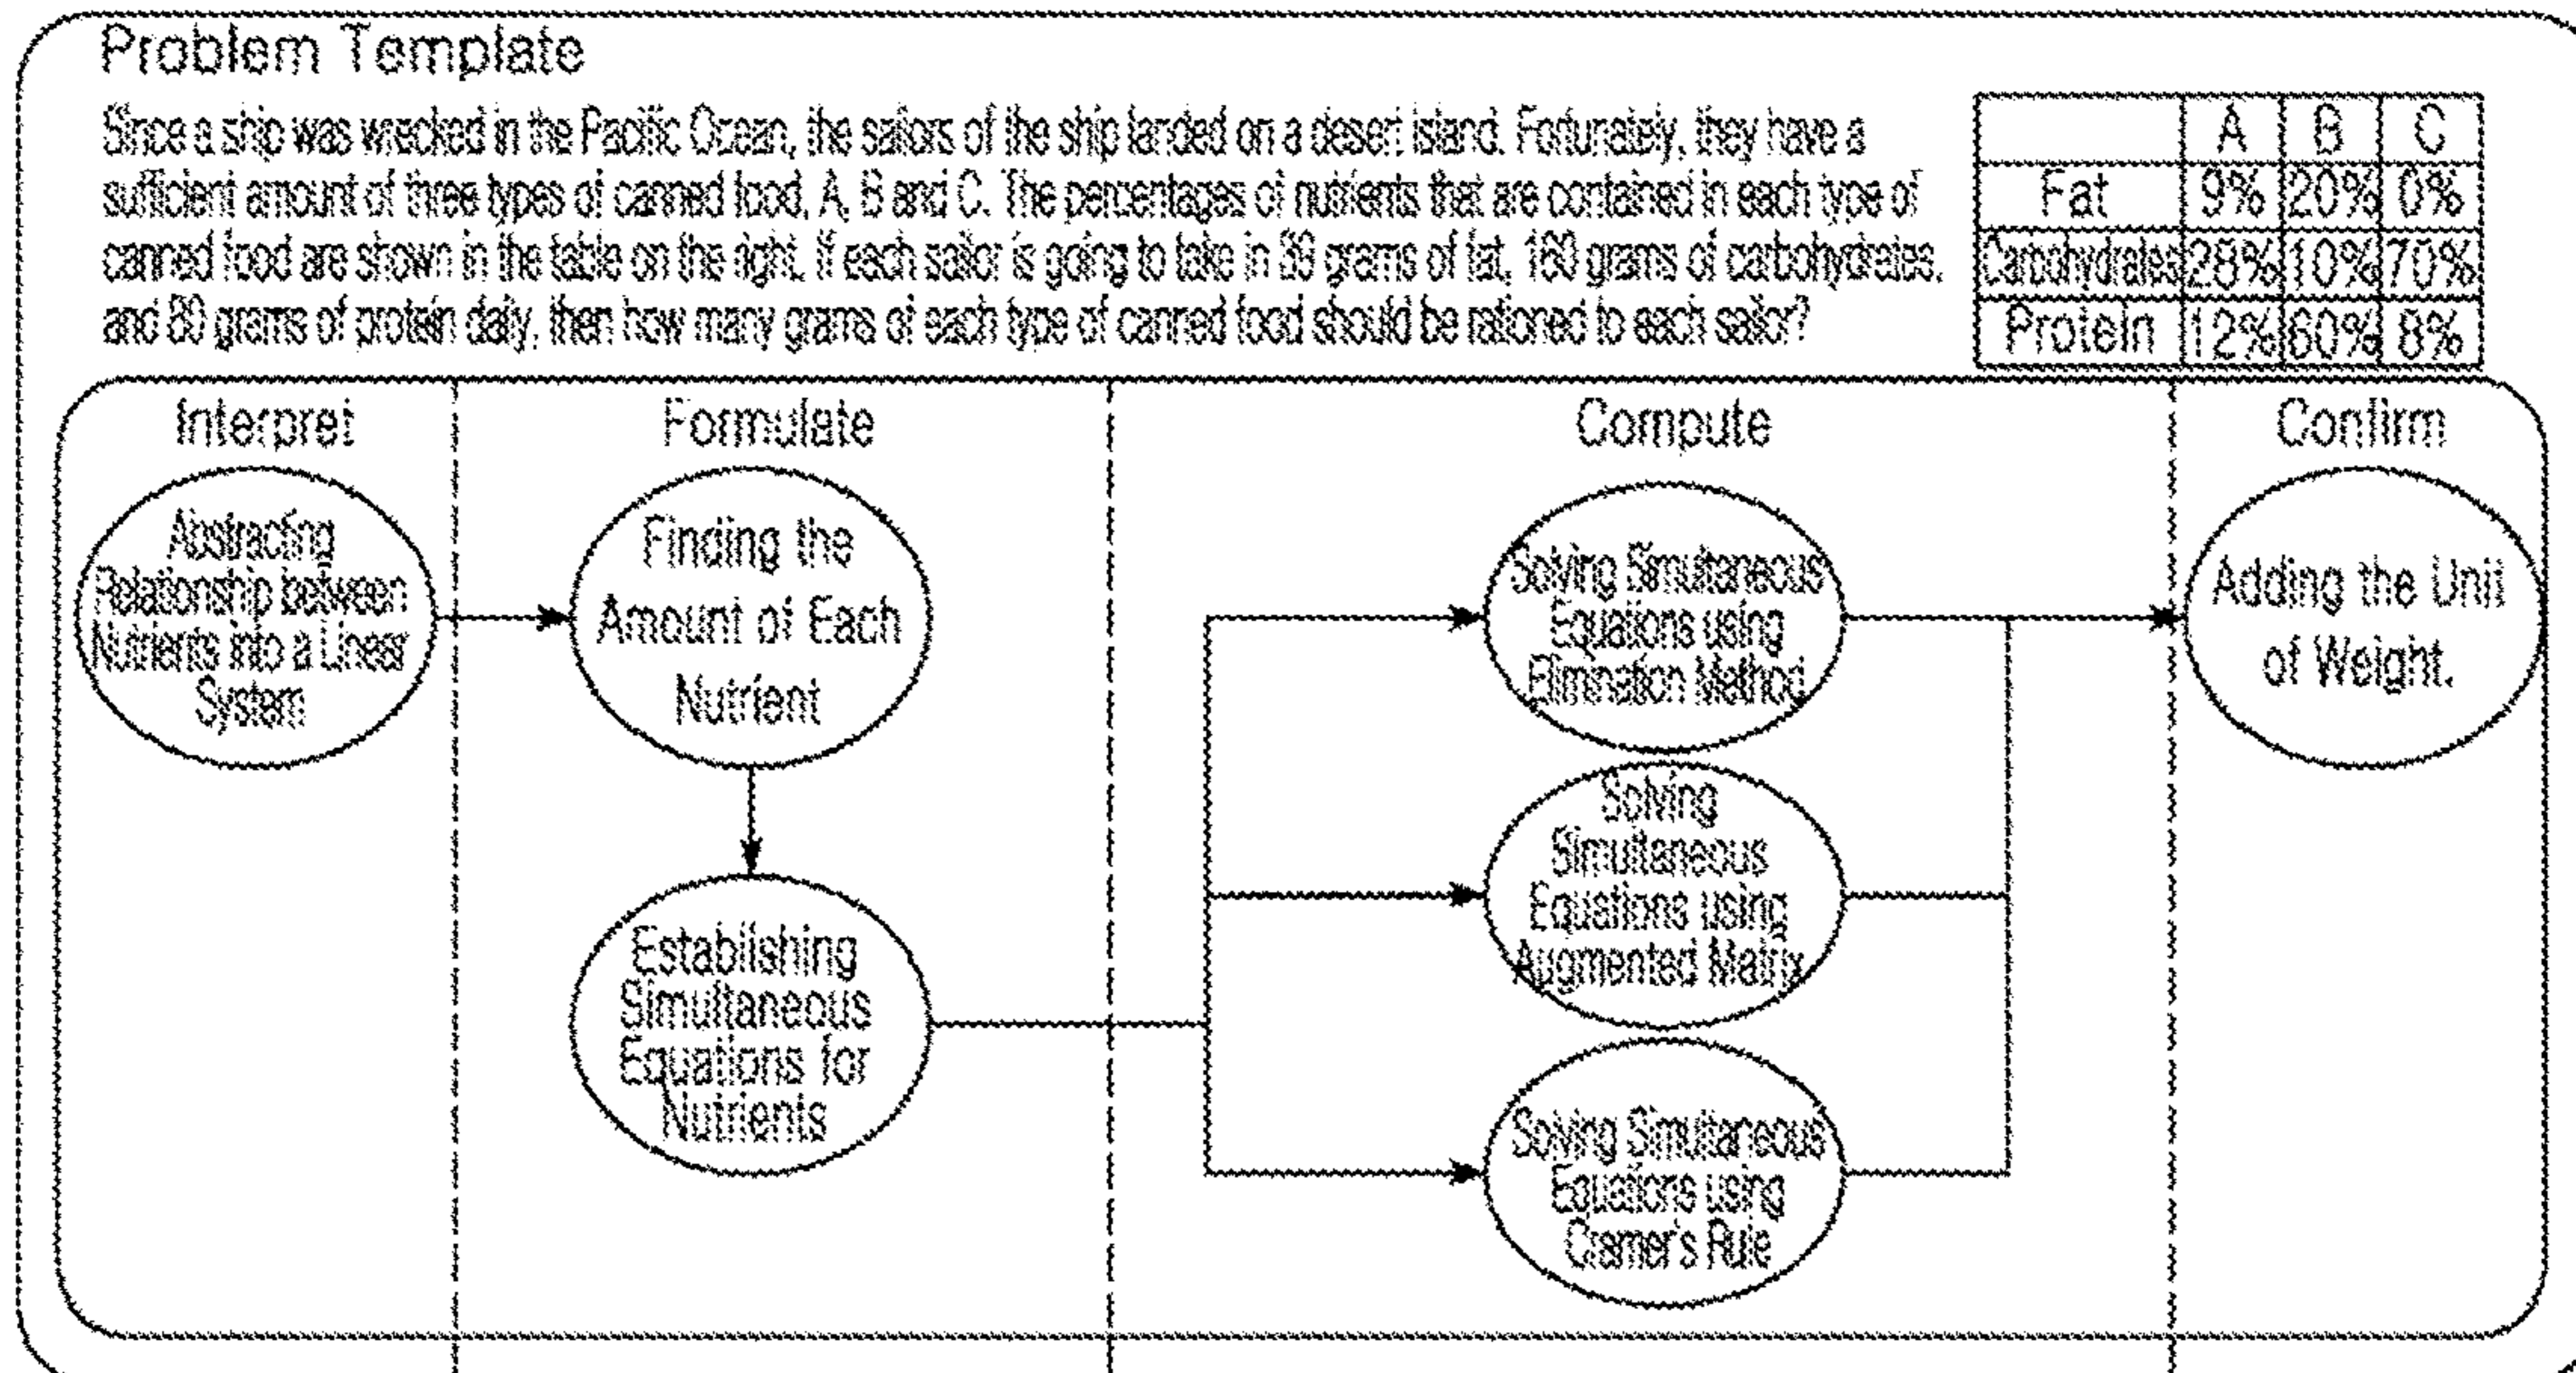 Problem Template
Since a ship was wrecked in the Pacific Ocean, the sailors of the ship landed on a desert island. Fortunately, they have a
sufficient amount of three types of canned food, A, B and C. The percentages of nutrients that are contained in each type of
canned food are shown in the table on the right. If each sailor is going to take in grams of fat, grams of carbohydrates,
and 80 grams of protein daily, then how many grams of each type of canned food should be rationed to each sailor?
A B C
Fat 9% 20% 0%
Carbohydrates 10% 70%
Protein 12% 8%
Interpret Formulate Compute Confirm
Abstracting
Relationship between
Nutrients into a Linear
System
Finding the
Amount of Each
Nutrient
Establishing
Simultaneous
Equations for
Nutrients
Solving Simultaneous
Equations using
Elimination Method
Solving
Simultaneous
Equations using
Augmented Matrix
Solving Simultaneous
Equations using
Cramer's Rule
Adding the Unit
of Weight.